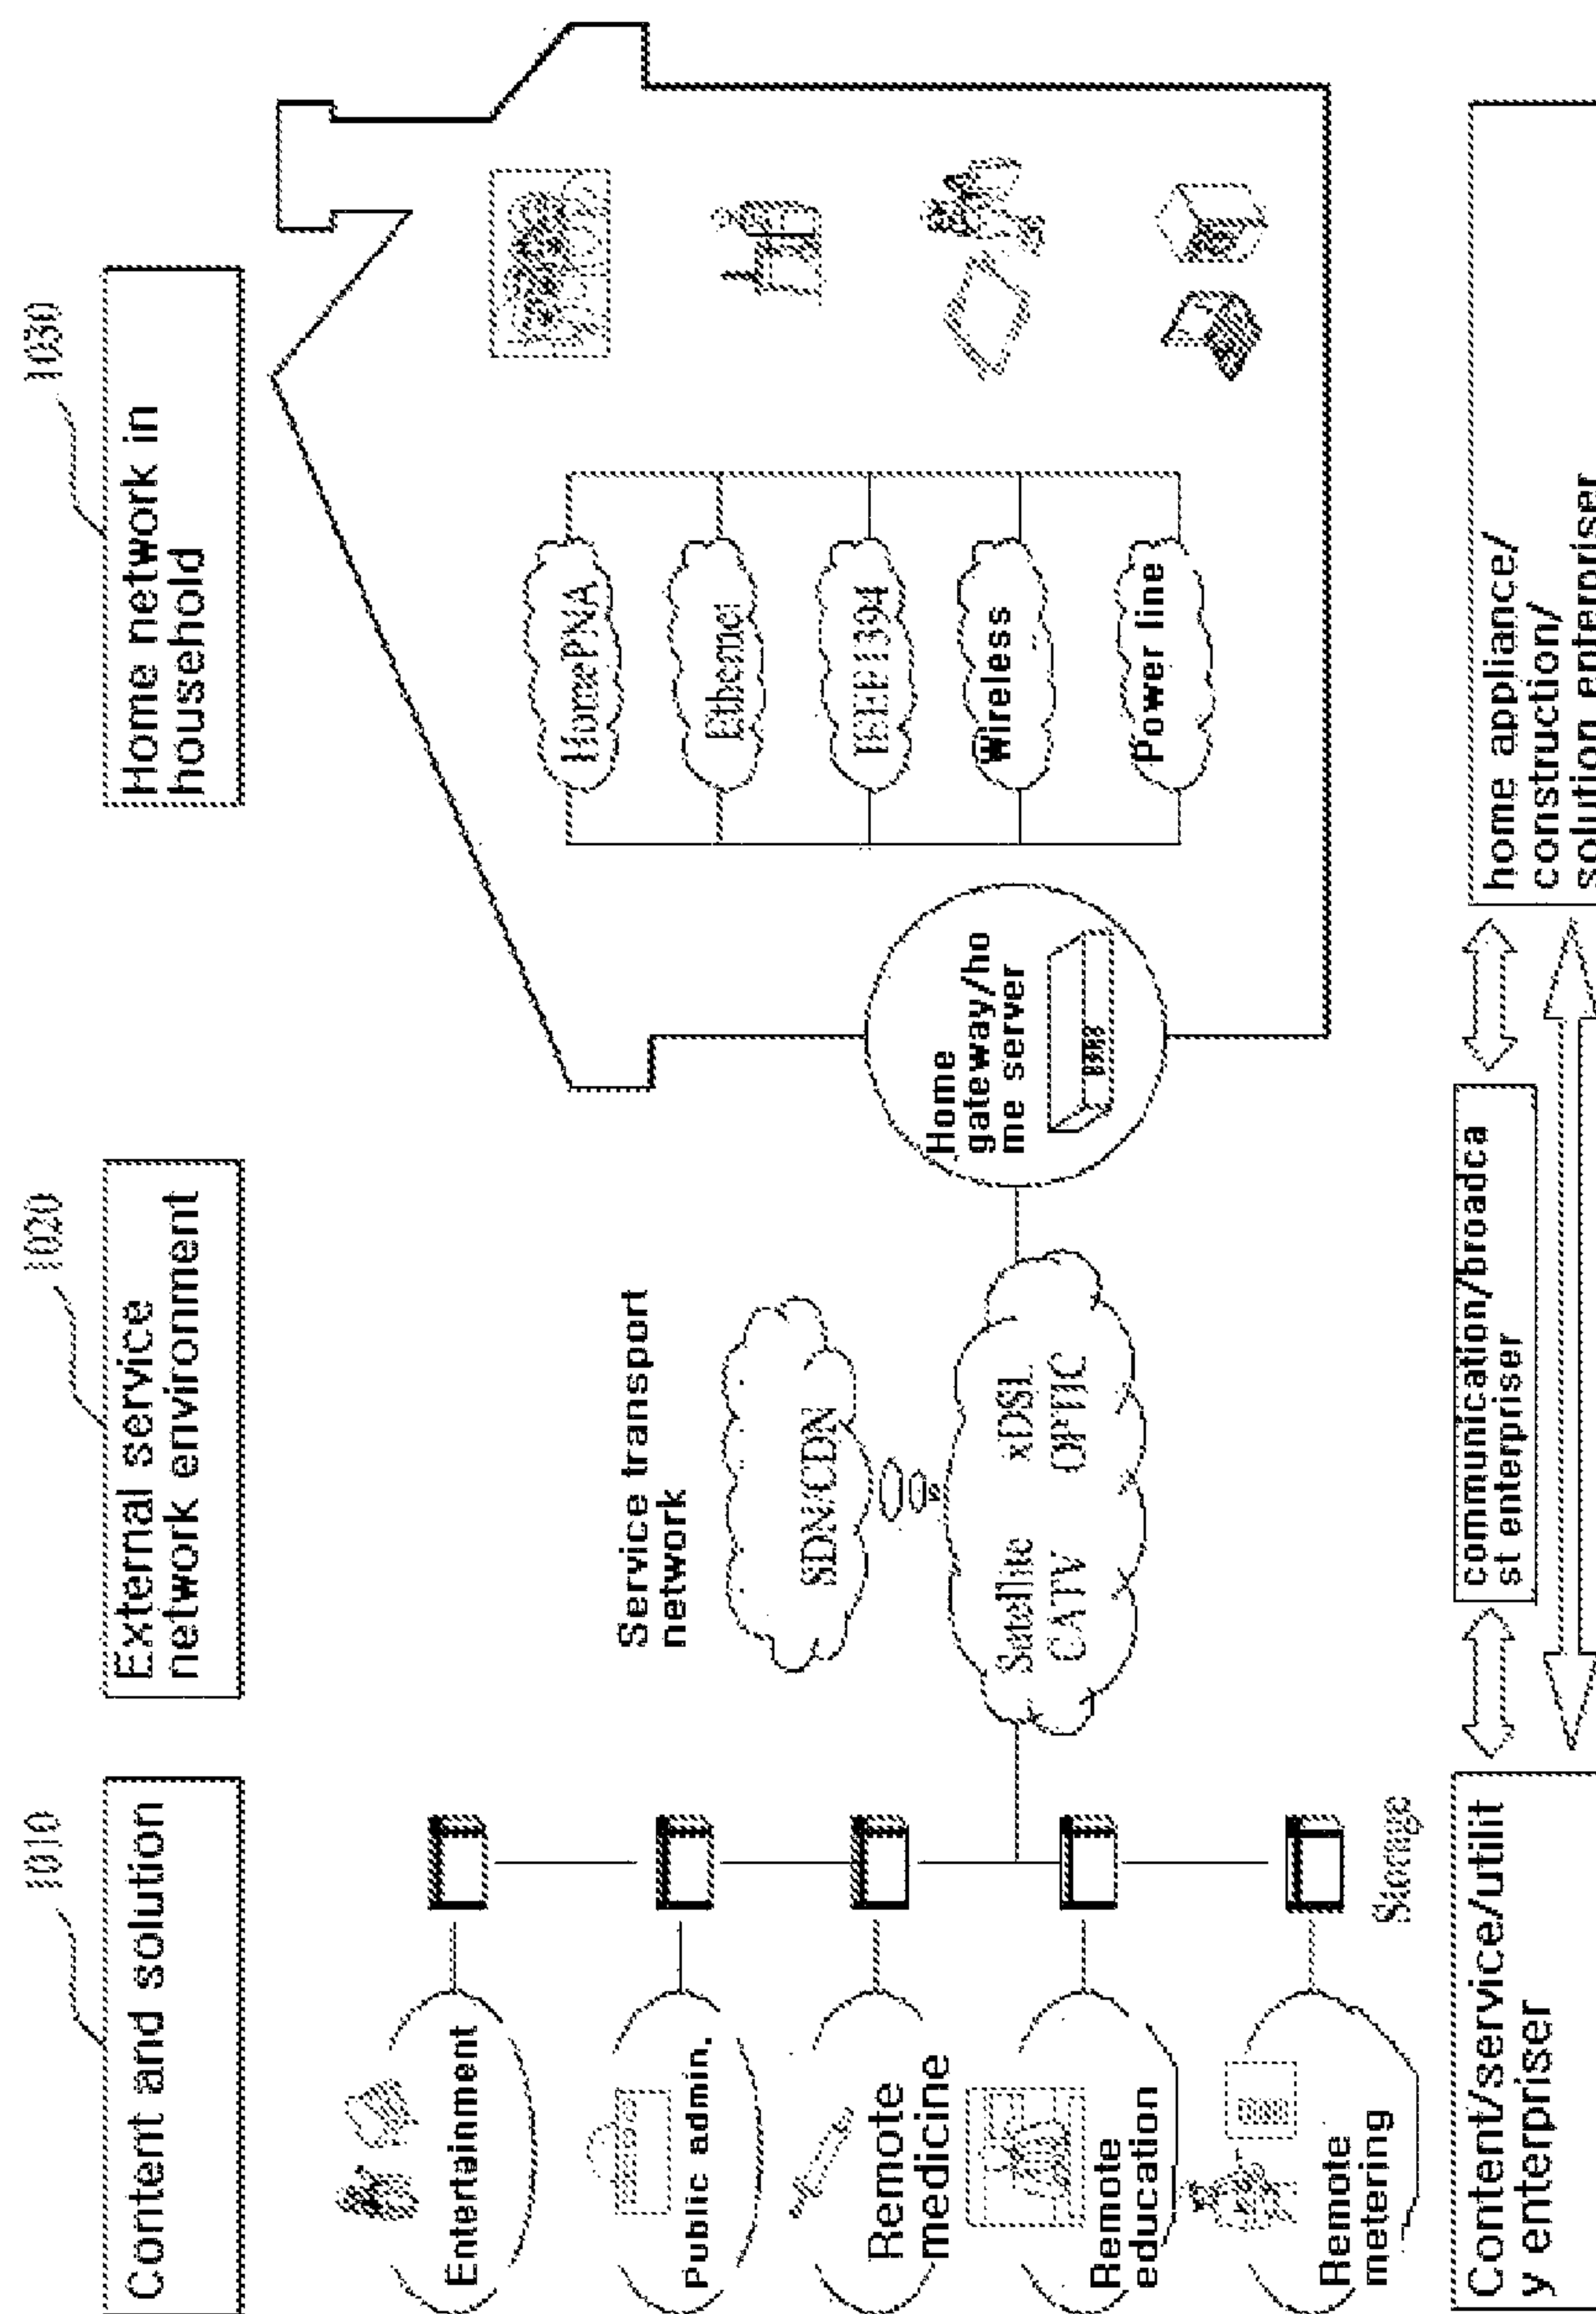 1010
Content and solution
1020
External service
network environment
1030
Home network in
household
Entertainment
Public admin.
Remote
medicine
Remote
education
Remote
metering
Storage
Service transport
network
SDN/CDN
Satellite xDSL
CATV OPTIC
Home
gateway/ho
me server
HomePNA
Ethernet
IEEE1394
Wireless
Power line
Content/service/utilit
y enterpriser
communication/broadca
st enterpriser
home appliance/
construction/
solution enterpriser